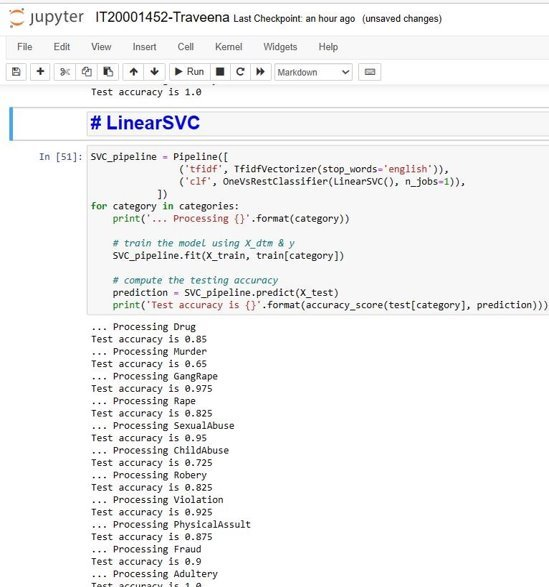 jupyter IT20001452-Traveena Last Checkpoint: an hour ago (unsaved changes)
File Edit View Insert Cell Kernel Widgets Help
Run Markdown
Test accuracy is 1.0
# LinearSVC
In [51]: SVC_pipeline = Pipeline([
('tfidf', TfidfVectorizer(stop_words='english')),
('clf', OneVsRestClassifier(LinearSVC(), n_jobs=1)),
])
for category in categories:
print('... Processing {}'.format(category))
# train the model using X_dtm & y
SVC_pipeline.fit(X_train, train[category])
# compute the testing accuracy
prediction = SVC_pipeline.predict(X_test)
print('Test accuracy is {}'.format(accuracy_score(test[category], prediction)))
... Processing Drug
Test accuracy is 0.85
... Processing Murder
Test accuracy is 0.65
... Processing GangRape
Test accuracy is 0.975
... Processing Rape
Test accuracy is 0.825
... Processing SexualAbuse
Test accuracy is 0.95
... Processing ChildAbuse
Test accuracy is 0.725
... Processing Robery
Test accuracy is 0.825
... Processing Violation
Test accuracy is 0.925
... Processing PhysicalAssult
Test accuracy is 0.875
... Processing Fraud
Test accuracy is 0.9
... Processing Adultery
Test accuracy is 1.0